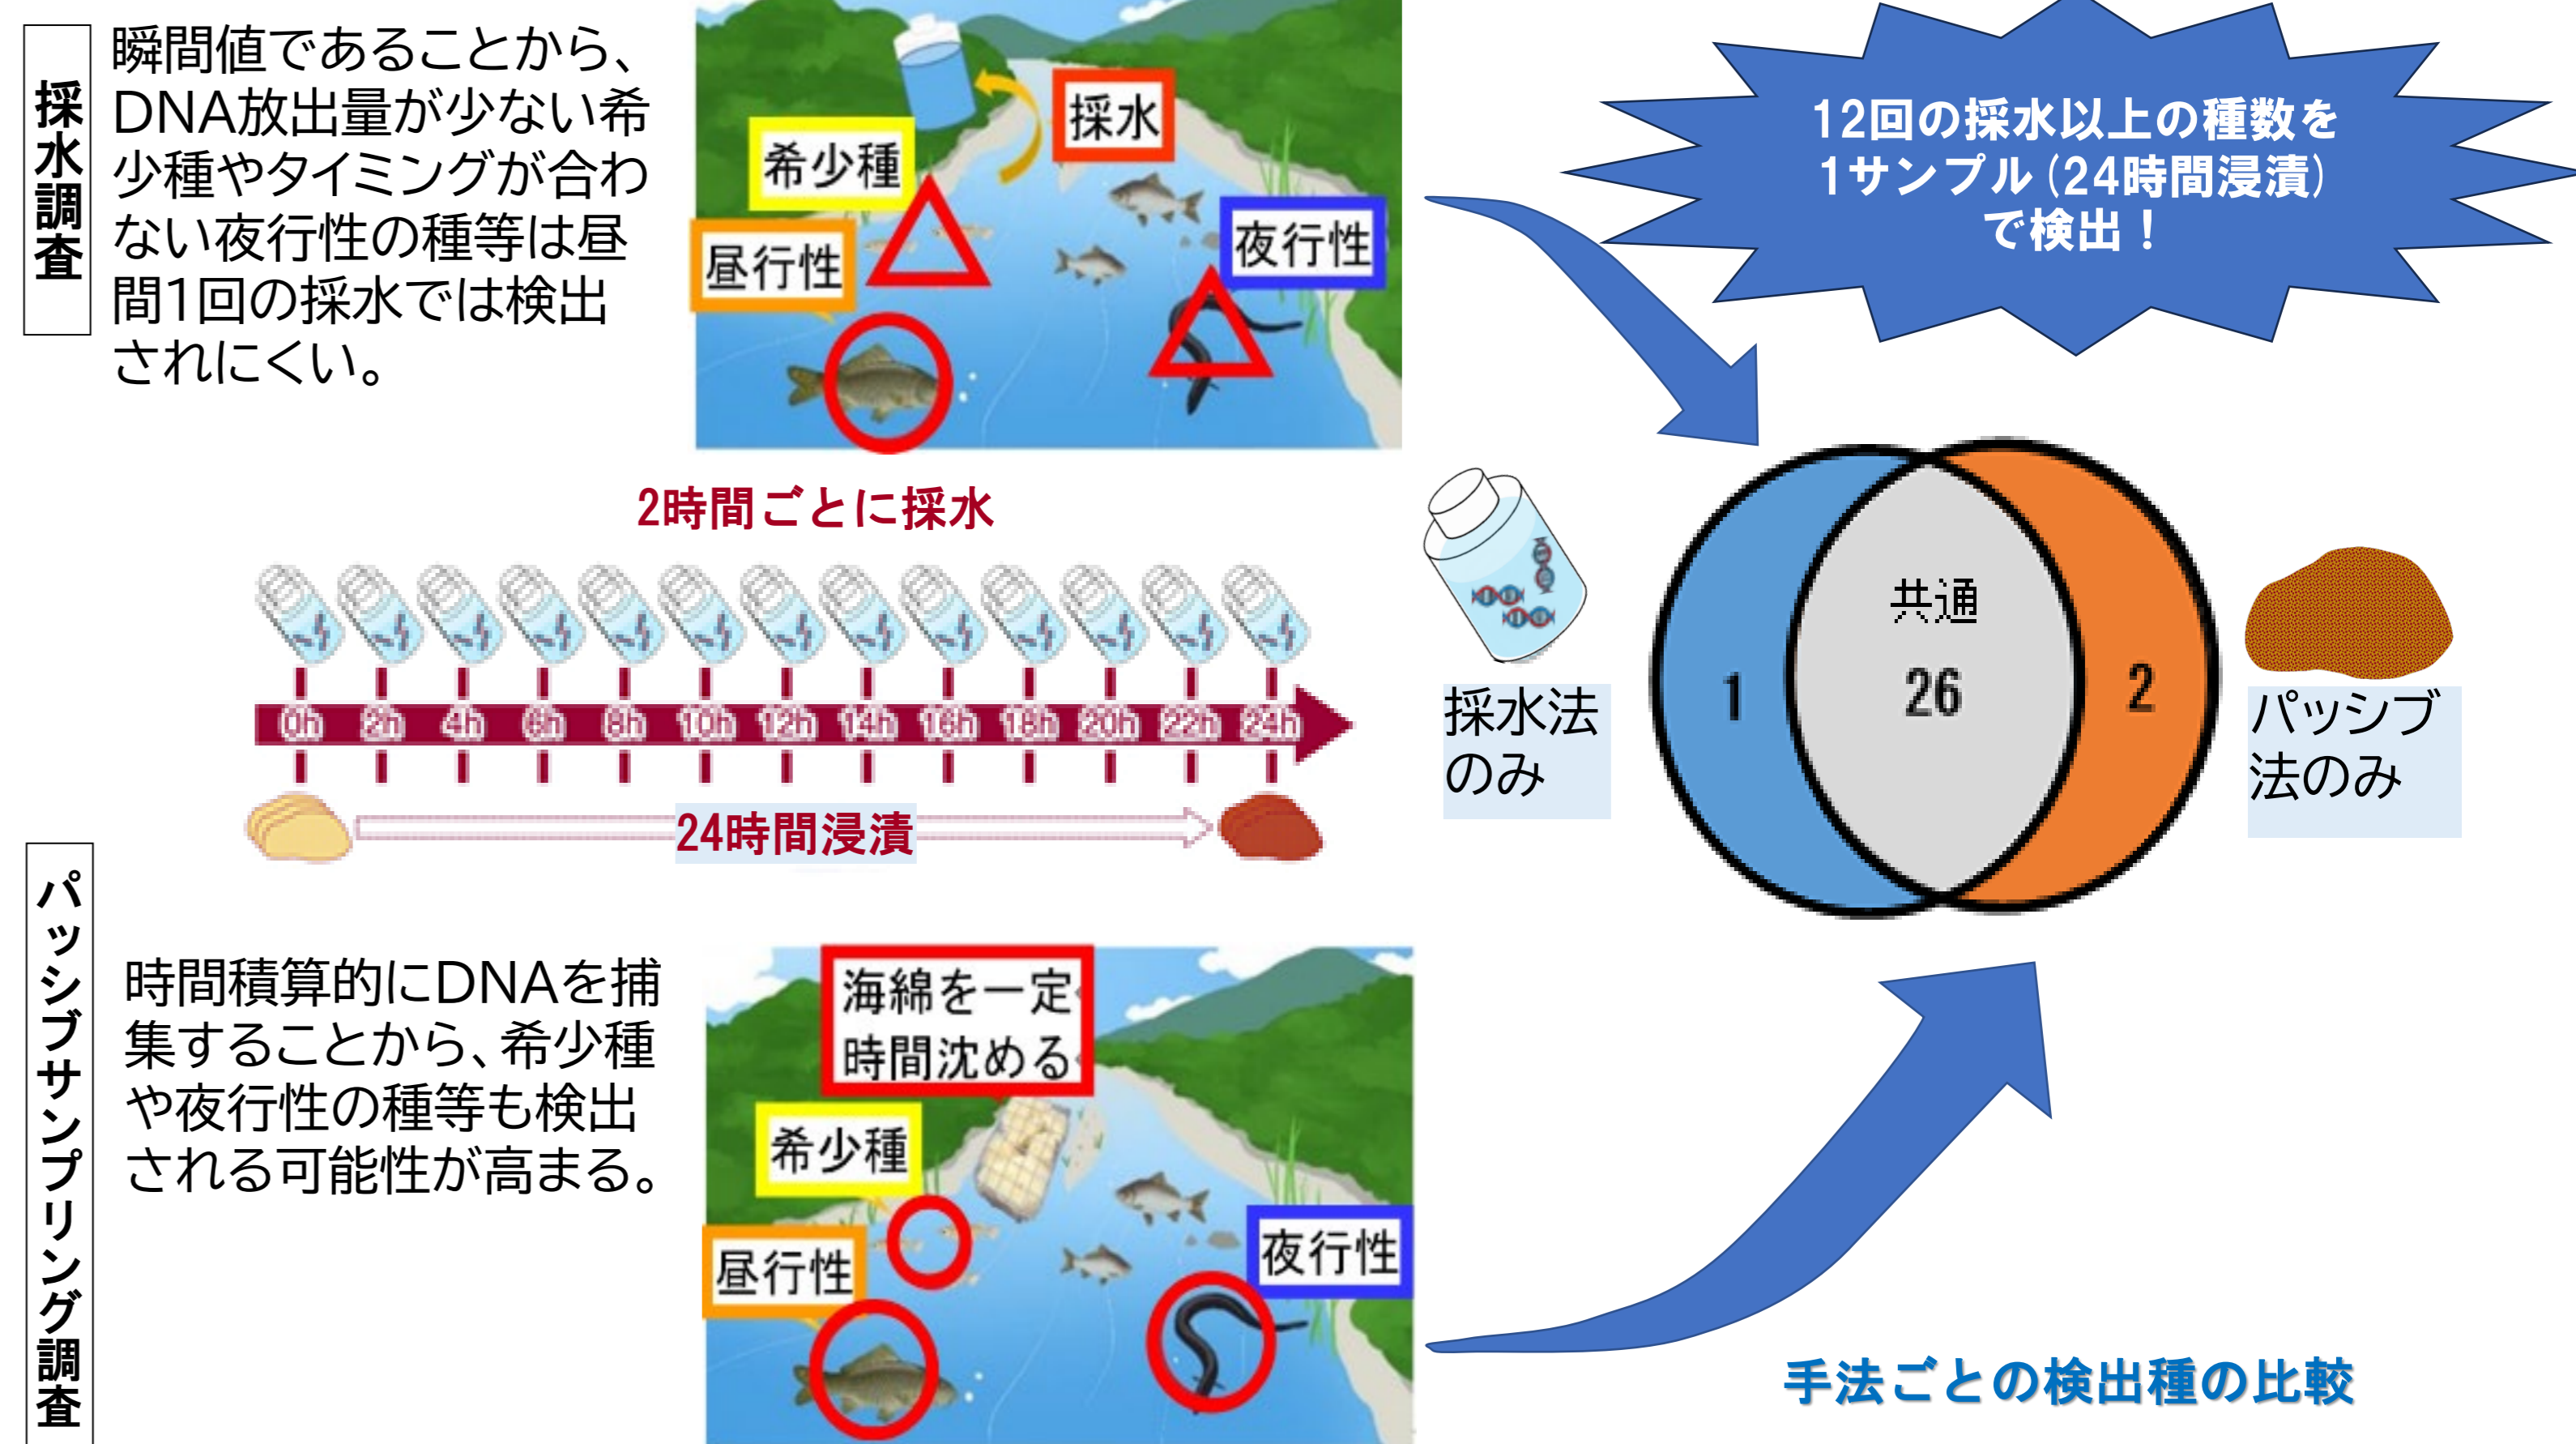 採水調査
瞬間値であることから、
DNA放出量が少ない希
少種やタイミングが合わ
ない夜行性の種等は昼
間1回の採水では検出
されにくい。
採水
希少種
昼行性
夜行性
12回の採水以上の種数を
1サンプル(24時間浸漬)
で検出！
2時間ごとに採水
0h 2h 4h 6h 8h 10h 12h 14h 16h 18h 20h 22h 24h
24時間浸漬
採水法
のみ
1
共通
26
2
パッシブ
法のみ
パッシブサンプリング調査
時間積算的にDNAを捕
集することから、希少種
や夜行性の種等も検出
される可能性が高まる。
海綿を一定
時間沈める
希少種
昼行性
夜行性
手法ごとの検出種の比較